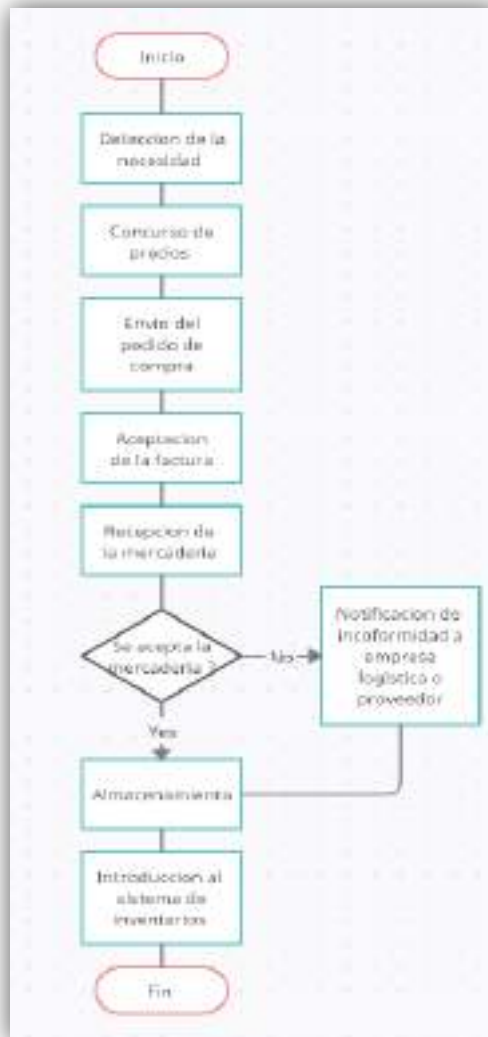 Inicio
Deteccion de la
necesidad
Concurso de
precios
Envio del
pedido de
compra
Aceptacion
de la factura
Recepcion de
la mercaderia
Se acepta la
mercaderia ?
No
Notificacion de
incoformidad a
empresa
logistica o
proveedor
Yes
Almacenamiento
Introduccion al
sistema de
inventarios
Fin